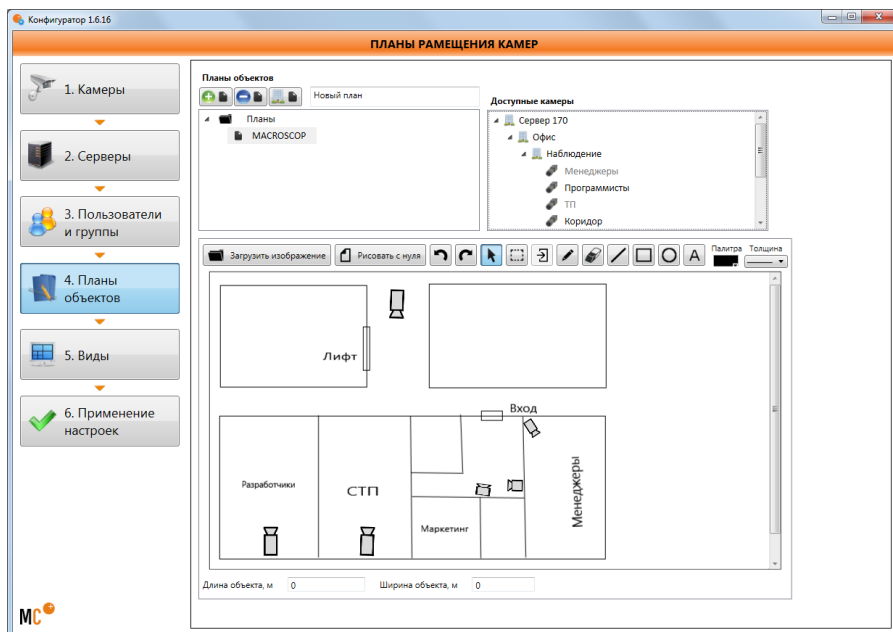 Конфигуратор 1.6.16
ПЛАНЫ РАМЕЩЕНИЯ КАМЕР
1. Камеры
2. Серверы
3. Пользователи
и группы
4. Планы
объектов
5. Виды
6. Применение
настроек
MC
Планы объектов
Новый план
Планы
MACROSCOP
Доступные камеры
Сервер 170
Офис
Наблюдение
Менеджеры
Программисты
ТП
Коридор
Загрузить изображение
Рисовать с нуля
A
Палитра
Толщина
Лифт
Вход
Разработчики
СТП
Маркетинг
Менеджеры
Длина объекта, м
0
Ширина объекта, м
0